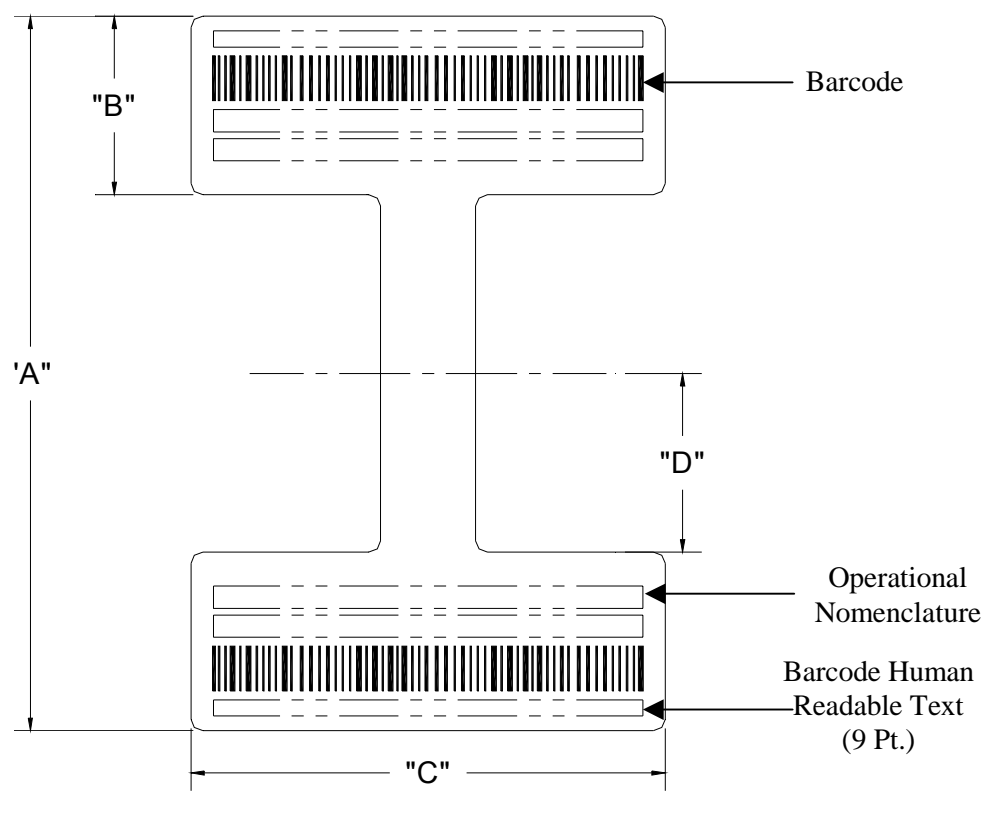 "B"
Barcode
'A"
"D"
Operational
Nomenclature
Barcode Human
Readable Text
(9 Pt.)
"C"